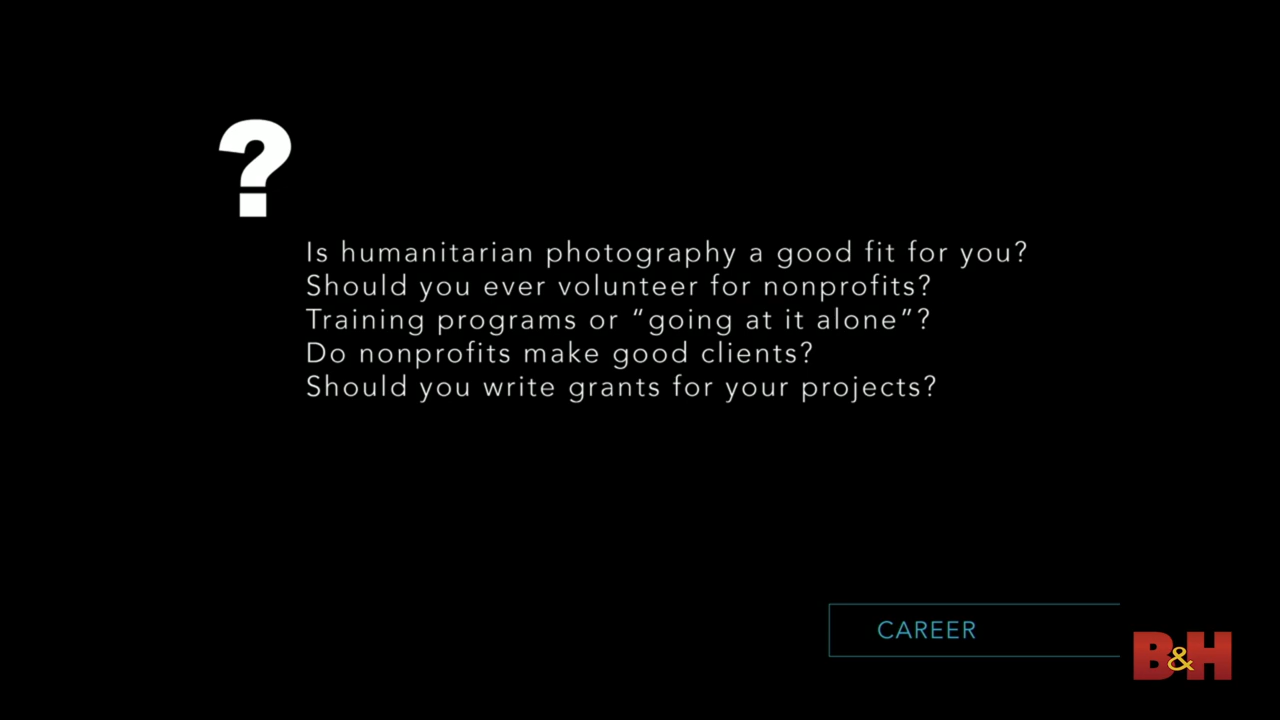 ?
Is humanitarian photography a good fit for you?
Should you ever volunteer for nonprofits?
Training programs or “going at it alone”?
Do nonprofits make good clients?
Should you write grants for your projects?
CAREER
B&H